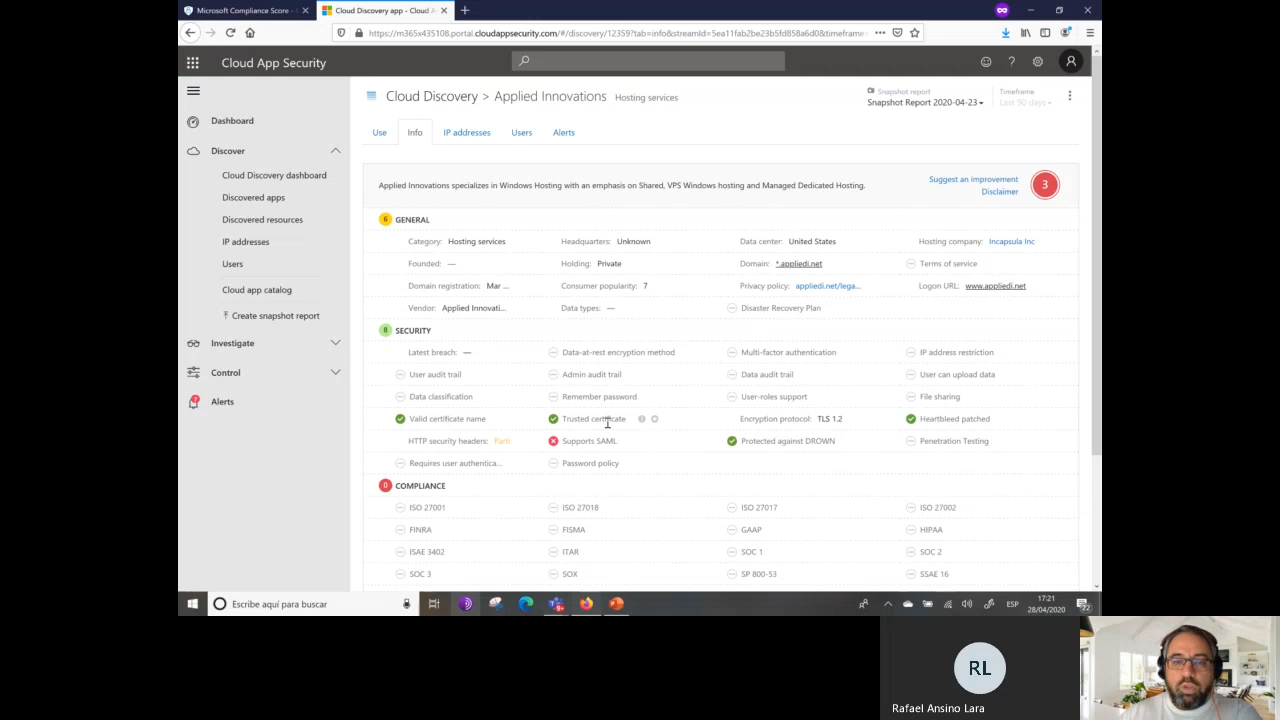 Microsoft Compliance Score -
Cloud Discovery app - Cloud A
https://m365x435108.portal.cloudappsecurity.com/#/discovery/12359?tab=info&streamId=5ea11fab2be23b5fd858a6d0&timeframe
Cloud App Security
Cloud Discovery > Applied Innovations Hosting services
Snapshot report
Snapshot Report 2020-04-23
Timeframe
Last 90 days
Dashboard
Discover
Cloud Discovery dashboard
Discovered apps
Discovered resources
IP addresses
Users
Cloud app catalog
Create snapshot report
Investigate
Control
Alerts
Use Info IP addresses Users Alerts
Applied Innovations specializes in Windows Hosting with an emphasis on Shared, VPS Windows hosting and Managed Dedicated Hosting.
Suggest an improvement
Disclaimer
3
6 GENERAL
Category: Hosting services Headquarters: Unknown Data center: United States Hosting company: Incapsula Inc
Founded: — Holding: Private Domain: *.appliedi.net Terms of service
Domain registration: Mar ... Consumer popularity: 7 Privacy policy: appliedi.net/lega... Logon URL: www.appliedi.net
Vendor: Applied Innovati... Data types: — Disaster Recovery Plan
8 SECURITY
Latest breach: — Data-at-rest encryption method Multi-factor authentication IP address restriction
User audit trail Admin audit trail Data audit trail User can upload data
Data classification Remember password User-roles support File sharing
Valid certificate name Trusted certificate Encryption protocol: TLS 1.2 Heartbleed patched
HTTP security headers: Parti Supports SAML Protected against DROWN Penetration Testing
Requires user authentica... Password policy
0 COMPLIANCE
ISO 27001 ISO 27018 ISO 27017 ISO 27002
FINRA FISMA GAAP HIPAA
ISAE 3402 ITAR SOC 1 SOC 2
SOC 3 SOX SP 800-53 SSAE 16
Escribe aquí para buscar
ESP
17:21
28/04/2020
22
RL
Rafael Ansino Lara